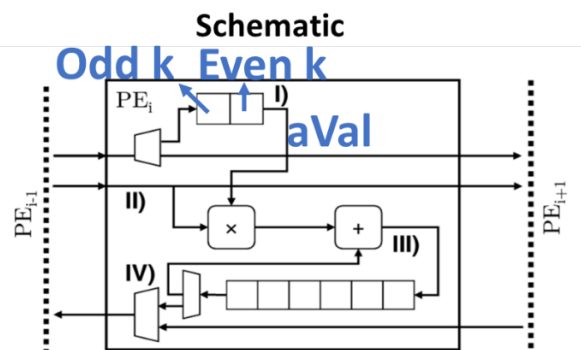 Schematic
Odd k Even k
PEi
I)
aVal
PEi-1
II)
PEi+1
×
+
III)
IV)